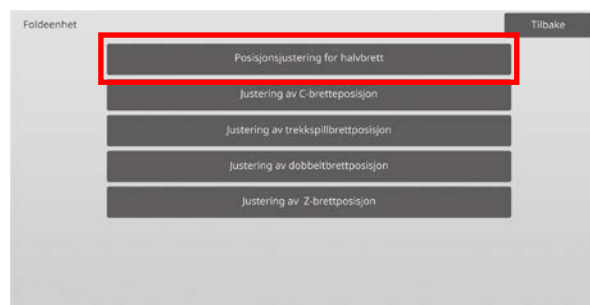 Foldeenhet
Tilbake
Posisjonsjustering for halvbrett
Justering av C-bretteposisjon
Justering av trekkspillbrettposisjon
Justering av dobbeltbrettposisjon
Justering av Z-brettposisjon